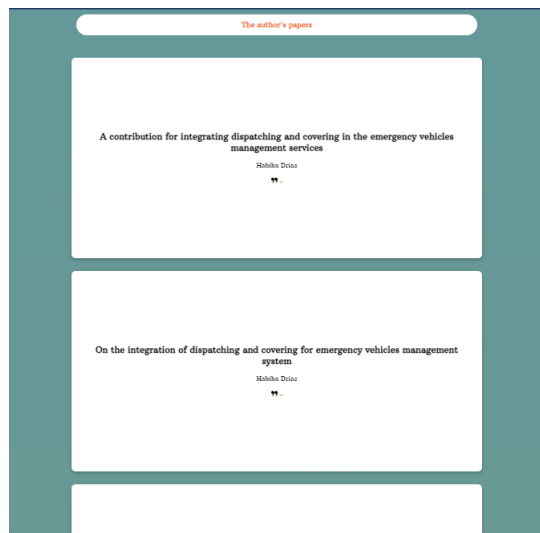 The author's papers
A contribution for integrating dispatching and covering in the emergency vehicles
management services
Habiba Drias
On the integration of dispatching and covering for emergency vehicles management
system
Habiba Drias